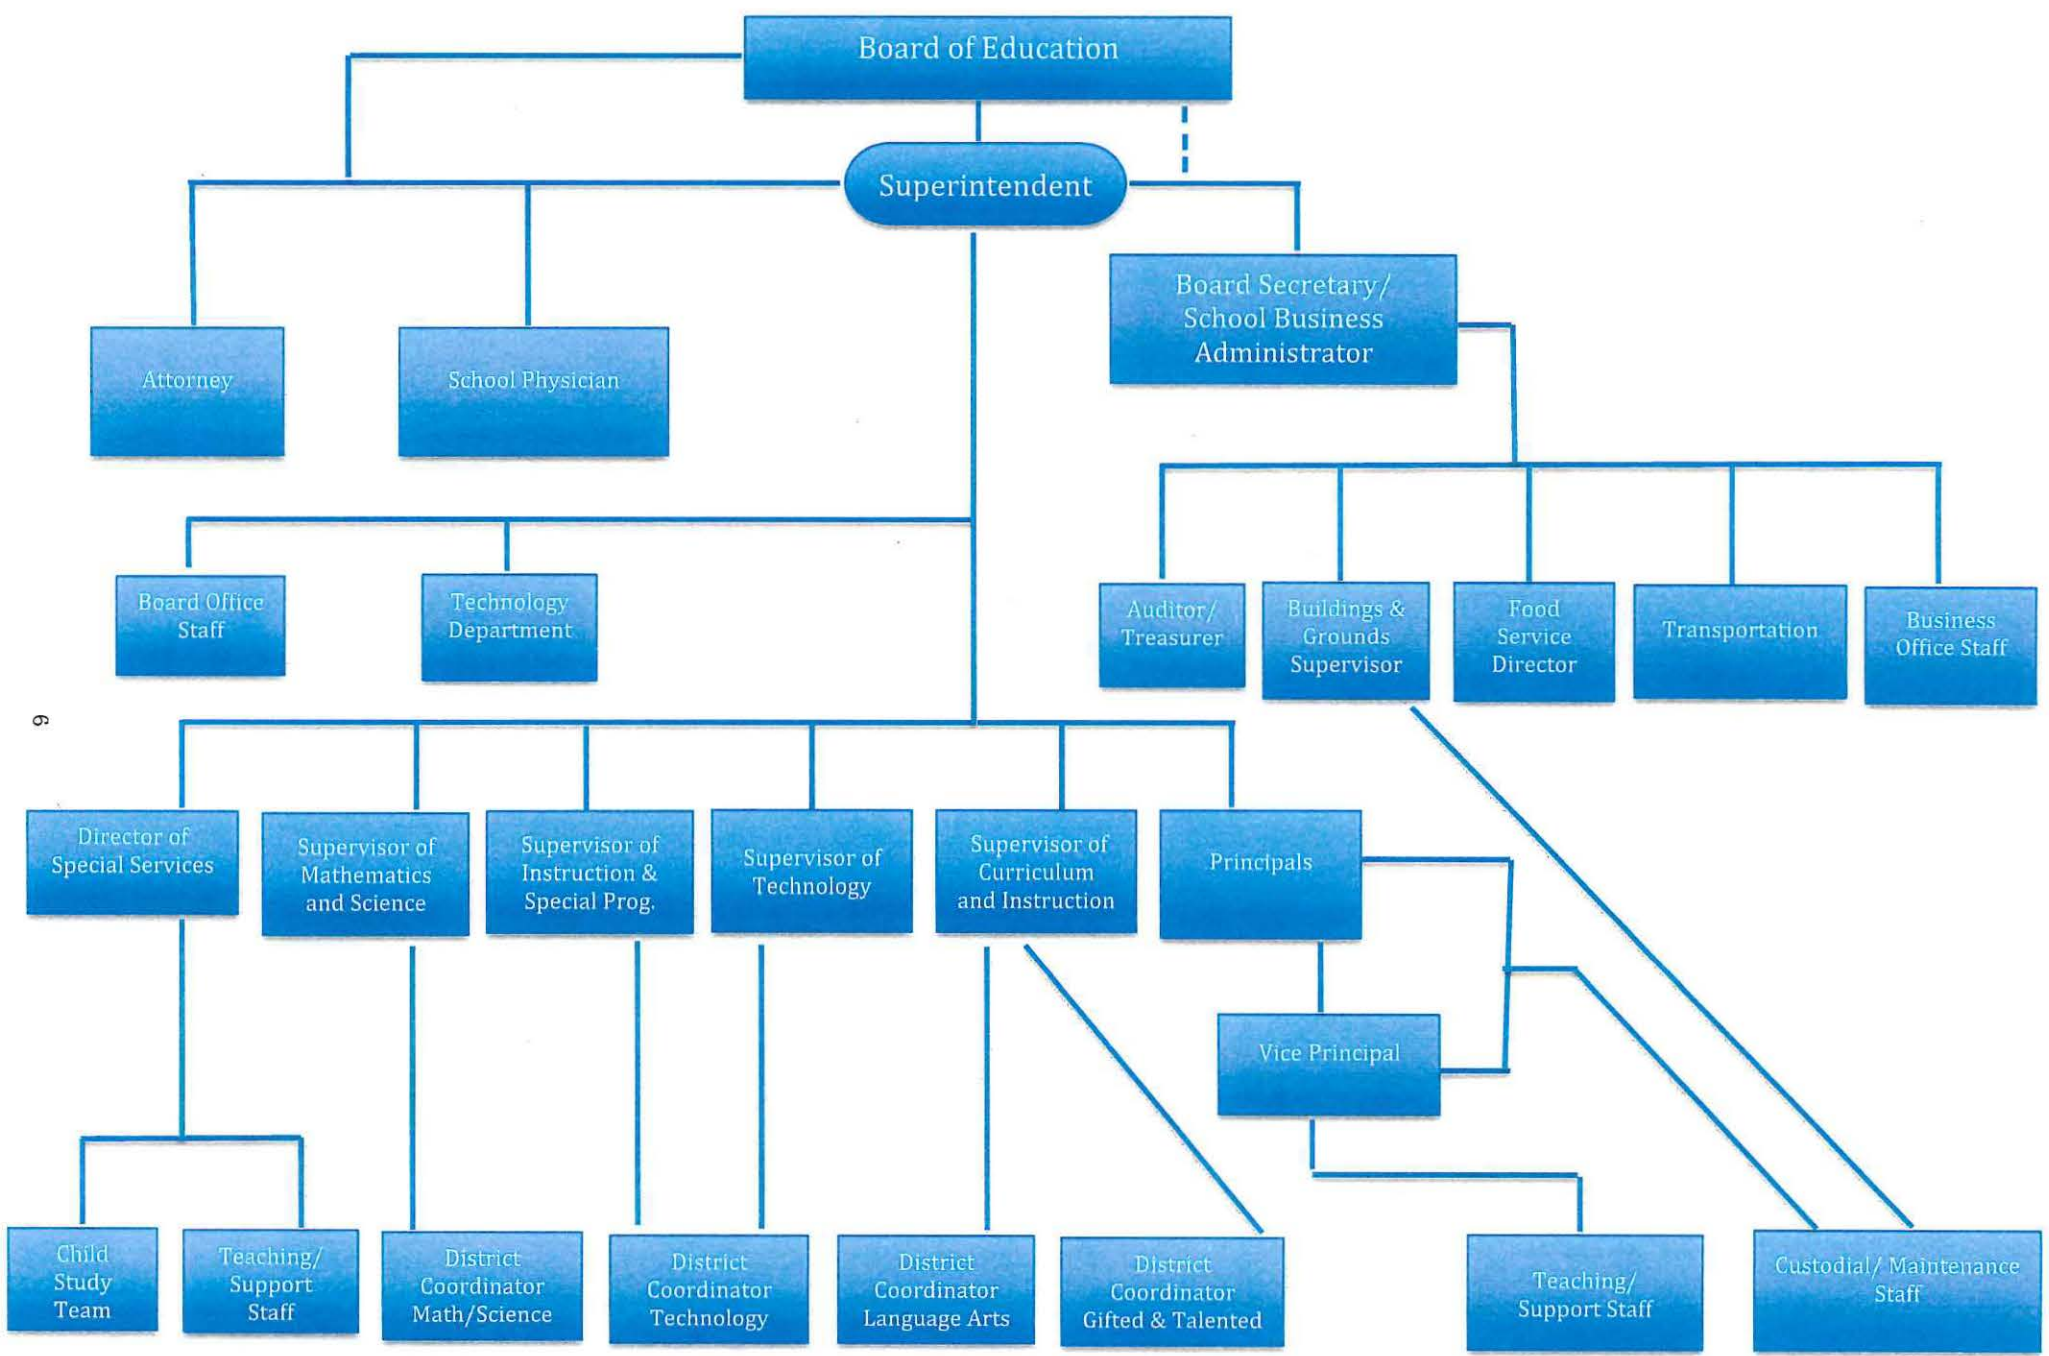 Board of Education
Superintendent
Board Secretary/
School Business
Administrator
Attorney
School Physician
Board Office
Staff
Technology
Department
Auditor/
Treasurer
Buildings &
Grounds
Supervisor
Food
Service
Director
Transportation
Business
Office Staff
9
Director of
Special Services
Supervisor of
Mathematics
and Science
Supervisor of
Instruction &
Special Prog.
Supervisor of
Technology
Supervisor of
Curriculum
and Instruction
Principals
Vice Principal
Child
Study
Team
Teaching/
Support
Staff
District
Coordinator
Math/Science
District
Coordinator
Technology
District
Coordinator
Language Arts
District
Coordinator
Gifted & Talented
Teaching/
Support Staff
Custodial/ Maintenance
Staff